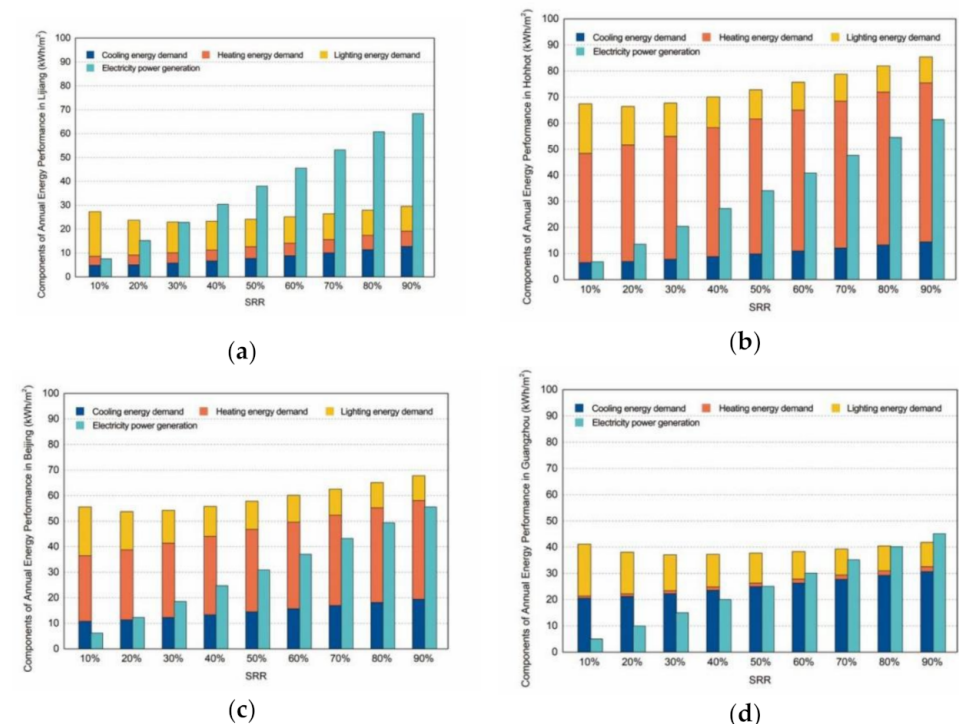 Components of Annual Energy Performance in Lijiang (kWh/m²)
100
90
80
70
60
50
40
30
20
10
0
Cooling energy demand Heating energy demand Lighting energy demand
Electricity power generation
10% 20% 30% 40% 50% 60% 70% 80% 90%
SRR
(a)
Components of Annual Energy Performance in Hohhot (kWh/m²)
100
90
80
70
60
50
40
30
20
10
0
Cooling energy demand Heating energy demand Lighting energy demand
Electricity power generation
10% 20% 30% 40% 50% 60% 70% 80% 90%
SRR
(b)
Components of Annual Energy Performance in Beijing (kWh/m²)
100
90
80
70
60
50
40
30
20
10
0
Cooling energy demand Heating energy demand Lighting energy demand
Electricity power generation
10% 20% 30% 40% 50% 60% 70% 80% 90%
SRR
(c)
Components of Annual Energy Performance in Guangzhou (kWh/m²)
100
90
80
70
60
50
40
30
20
10
0
Cooling energy demand Heating energy demand Lighting energy demand
Electricity power generation
10% 20% 30% 40% 50% 60% 70% 80% 90%
SRR
(d)